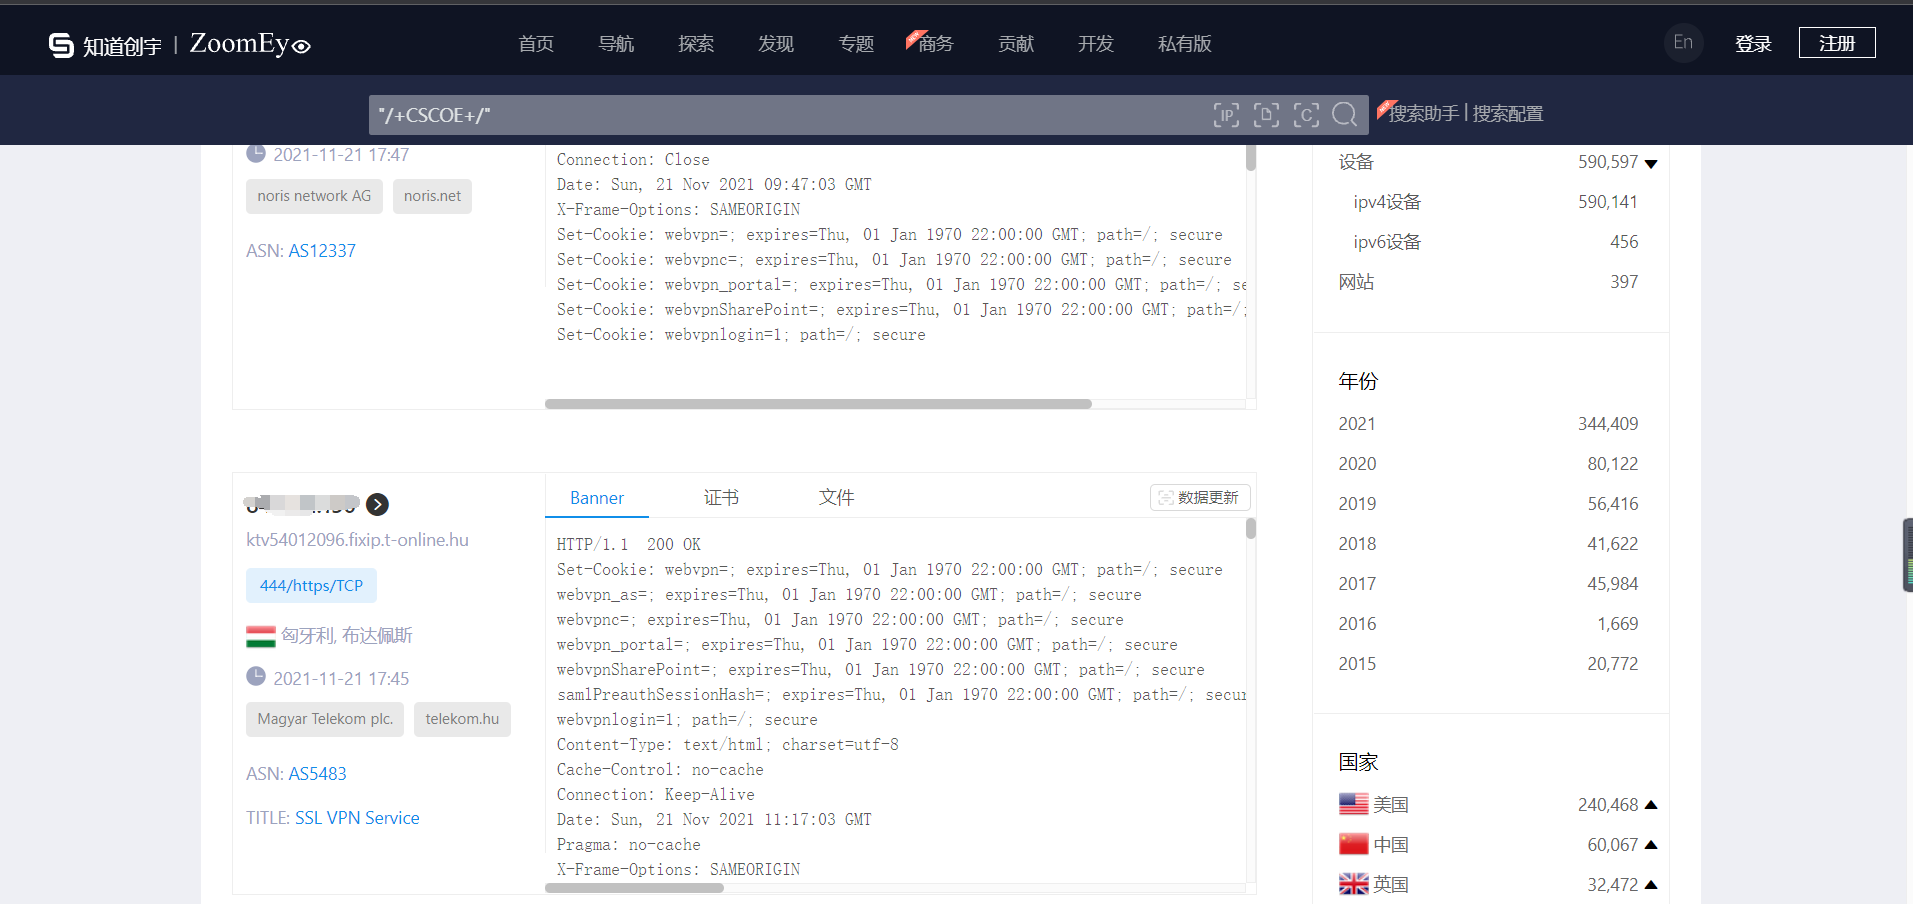 知道创宇 | ZoomEye
首页 导航 探索 发现 专题 NEW 商务 贡献 开发 私有版 En 登录 注册
"/+CSCOE+/" IP D C NEW 搜索助手 | 搜索配置
2021-11-21 17:47
noris network AG noris.net
ASN: AS12337
Connection: Close
Date: Sun, 21 Nov 2021 09:47:03 GMT
X-Frame-Options: SAMEORIGIN
Set-Cookie: webvpn=; expires=Thu, 01 Jan 1970 22:00:00 GMT; path=/; secure
Set-Cookie: webvpnc=; expires=Thu, 01 Jan 1970 22:00:00 GMT; path=/; secure
Set-Cookie: webvpn_portal=; expires=Thu, 01 Jan 1970 22:00:00 GMT; path=/; se
Set-Cookie: webvpnSharePoint=; expires=Thu, 01 Jan 1970 22:00:00 GMT; path=/;
Set-Cookie: webvpnlogin=1; path=/; secure
ktv54012096.fixip.t-online.hu
444/https/TCP
匈牙利, 布达佩斯
2021-11-21 17:45
Magyar Telekom plc. telekom.hu
ASN: AS5483
TITLE: SSL VPN Service
Banner 证书 文件 数据更新
HTTP/1.1 200 OK
Set-Cookie: webvpn=; expires=Thu, 01 Jan 1970 22:00:00 GMT; path=/; secure
webvpn_as=; expires=Thu, 01 Jan 1970 22:00:00 GMT; path=/; secure
webvpnc=; expires=Thu, 01 Jan 1970 22:00:00 GMT; path=/; secure
webvpn_portal=; expires=Thu, 01 Jan 1970 22:00:00 GMT; path=/; secure
webvpnSharePoint=; expires=Thu, 01 Jan 1970 22:00:00 GMT; path=/; secure
samlPreauthSessionHash=; expires=Thu, 01 Jan 1970 22:00:00 GMT; path=/; secur
webvpnlogin=1; path=/; secure
Content-Type: text/html; charset=utf-8
Cache-Control: no-cache
Connection: Keep-Alive
Date: Sun, 21 Nov 2021 11:17:03 GMT
Pragma: no-cache
X-Frame-Options: SAMEORIGIN
设备 590,597
ipv4设备 590,141
ipv6设备 456
网站 397
年份
2021 344,409
2020 80,122
2019 56,416
2018 41,622
2017 45,984
2016 1,669
2015 20,772
国家
美国 240,468
中国 60,067
英国 32,472